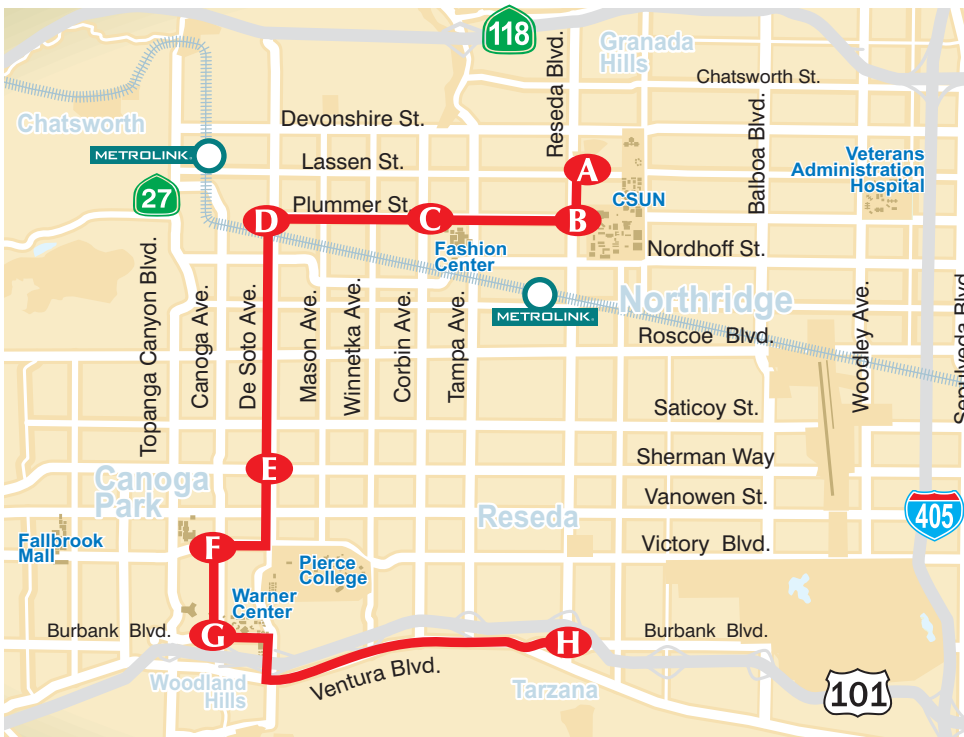 118
Reseda Blvd.
Granada
Hills
Chatsworth St.
Chatsworth
Devonshire St.
METROLINK
Lassen St.
A
Balboa Blvd.
Veterans
Administration
Hospital
27
Plummer St.
CSUN
D
C
B
Fashion
Center
Nordhoff St.
Topanga Canyon Blvd.
Canoga Ave.
De Soto Ave.
Mason Ave.
Winnetka Ave.
Corbin Ave.
Tampa Ave.
METROLINK
Northridge
Roscoe Blvd.
Woodley Ave.
Sepulveda Blvd.
Saticoy St.
E
Sherman Way
Canoga
Park
Vanowen St.
Reseda
405
Fallbrook
Mall
F
Victory Blvd.
Pierce
College
Warner
Center
Burbank Blvd.
G
H
Burbank Blvd.
Woodland
Hills
Ventura Blvd.
Tarzana
101